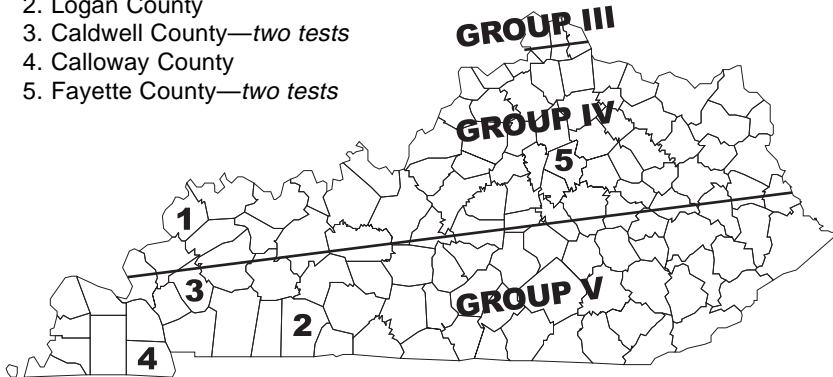 2. Logan County
3. Caldwell County—two tests
4. Calloway County
5. Fayette County—two tests
GROUP III
GROUP IV
5
1
3
GROUP V
2
4